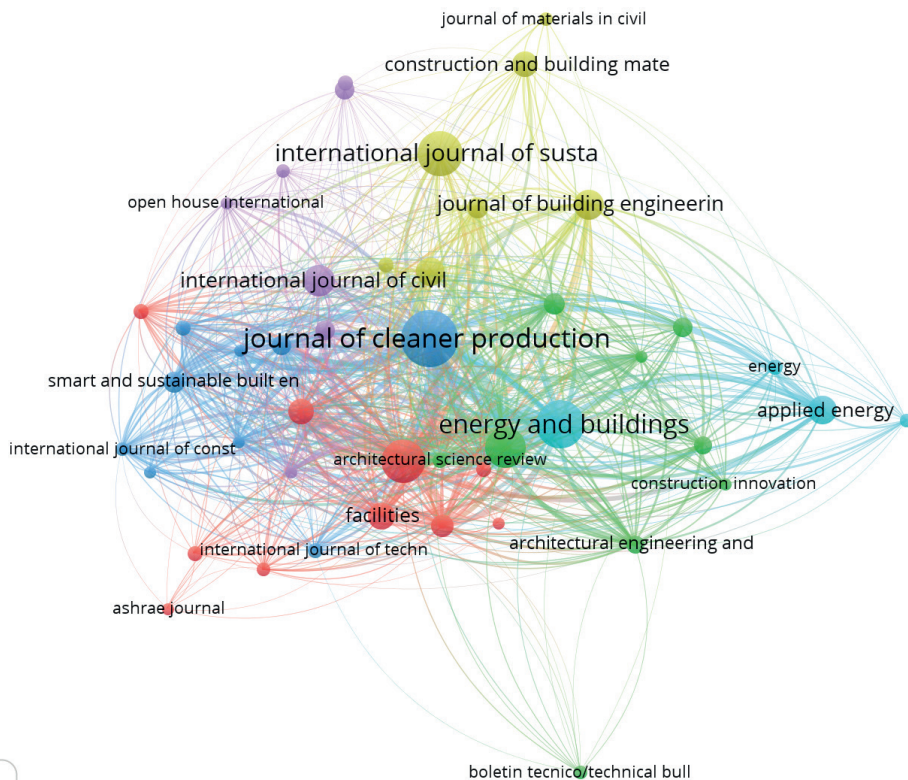 journal of materials in civil
construction and building mate
international journal of susta
open house international
journal of building engineerin
international journal of civil
journal of cleaner production
energy
smart and sustainable built en
applied energy
energy and buildings
international journal of const
architectural science review
construction innovation
facilities
architectural engineering and
international journal of techn
ashrae journal
boletin tecnico/technical bull